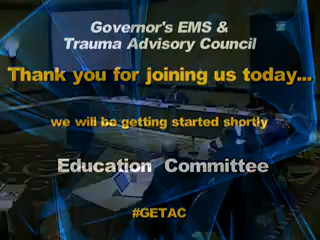 Governor's EMS &
Trauma Advisory Council
Thank you for joining us today...
we will be getting started shortly
Education Committee
#GETAC